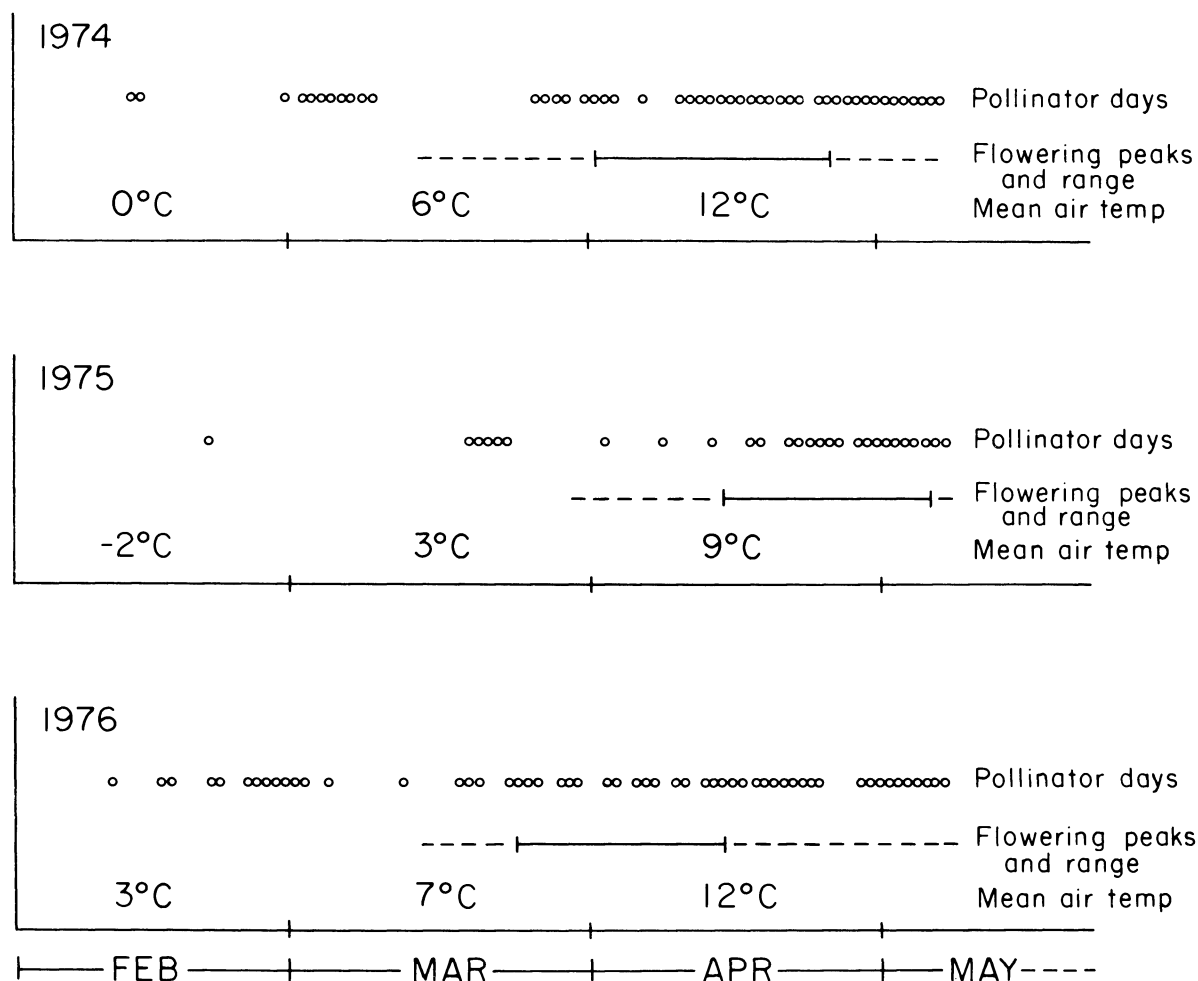 1974
Pollinator days
Flowering peaks
and range
0°C 6°C 12°C Mean air temp
1975
Pollinator days
Flowering peaks
and range
-2°C 3°C 9°C Mean air temp
1976
Pollinator days
Flowering peaks
and range
3°C 7°C 12°C Mean air temp
FEB MAR APR MAY